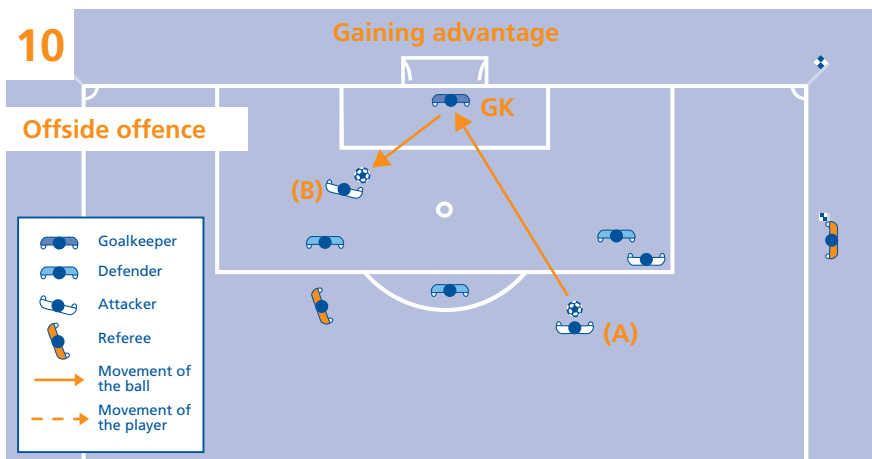 10
Gaining advantage
Offside offence
GK
(B)
(A)
Goalkeeper
Defender
Attacker
Referee
Movement of
the ball
Movement of
the player